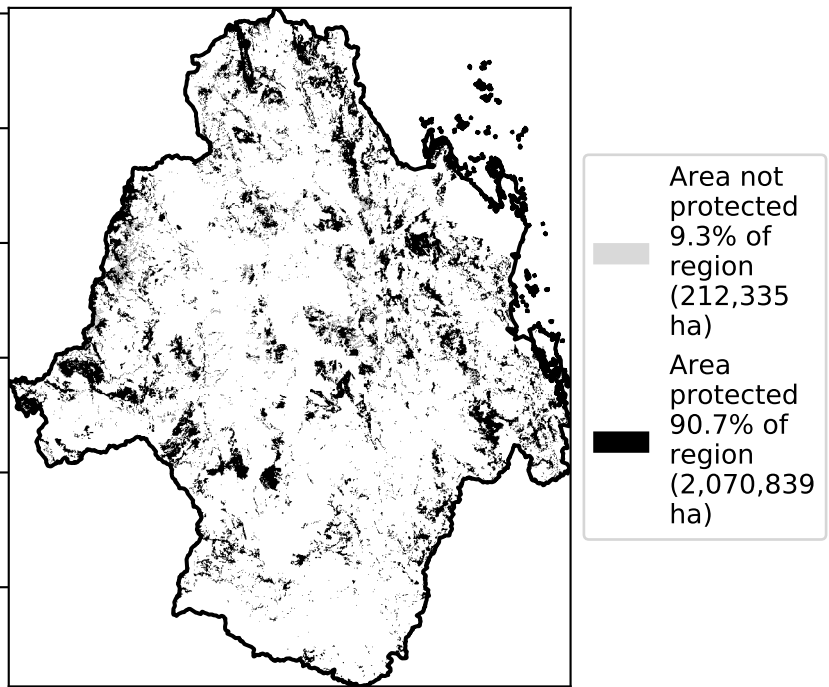 Area not
protected
9.3% of
region
(212,335
ha)
Area
protected
90.7% of
region
(2,070,839
ha)